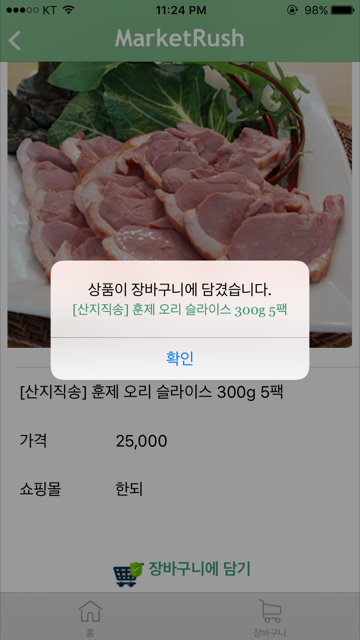 KT 11:24 PM 98%
MarketRush
상품이 장바구니에 담겼습니다.
[산지직송] 훈제 오리 슬라이스 300g 5팩
확인
[산지직송] 훈제 오리 슬라이스 300g 5팩
가격 25,000
쇼핑몰 한되
장바구니에 담기
홈 장바구니